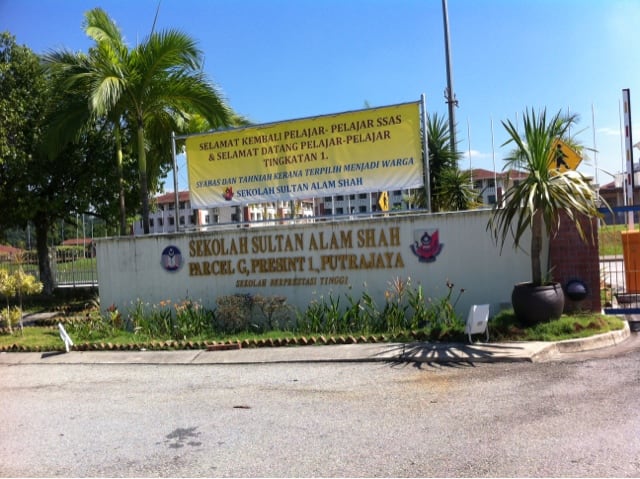 SELAMAT KEMBALI PELAJAR- PELAJAR SSAS
& SELAMAT DATANG PELAJAR-PELAJAR
TINGKATAN 1.
SYABAS DAN TAHNIAH KERANA TERPILIH MENJADI WARGA
SEKOLAH SULTAN ALAM SHAH
SEKOLAH SULTAN ALAM SHAH
PARCEL C, PRESINT 1, PUTRAJAYA
SEKOLAH BERPRESTASI TINGGI